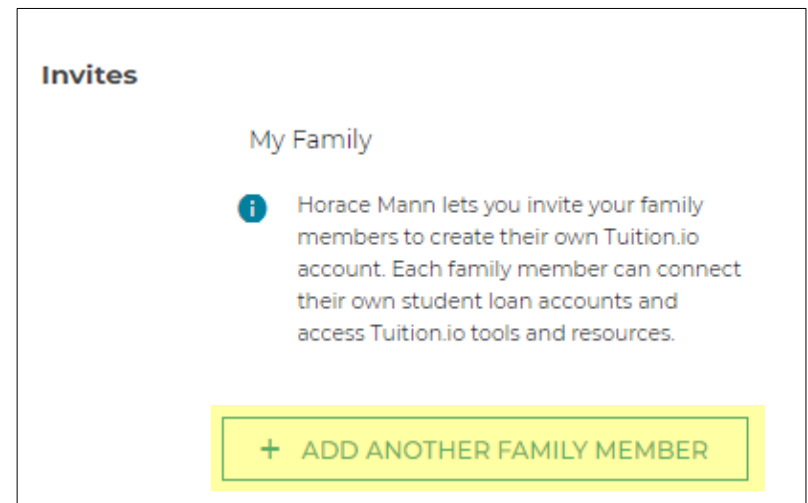 Invites
My Family
Horace Mann lets you invite your family
members to create their own Tuition.io
account. Each family member can connect
their own student loan accounts and
access Tuition.io tools and resources.
+ ADD ANOTHER FAMILY MEMBER